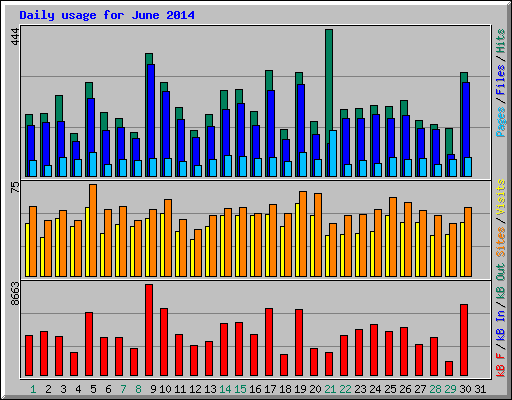 Daily usage for June 2014
444
Pages / Files / Hits
75
Sites / Visits
8663
kB F / kB In / kB Out
1 2 3 4 5 6 7 8 9 10 11 12 13 14 15 16 17 18 19 20 21 22 23 24 25 26 27 28 29 30 31